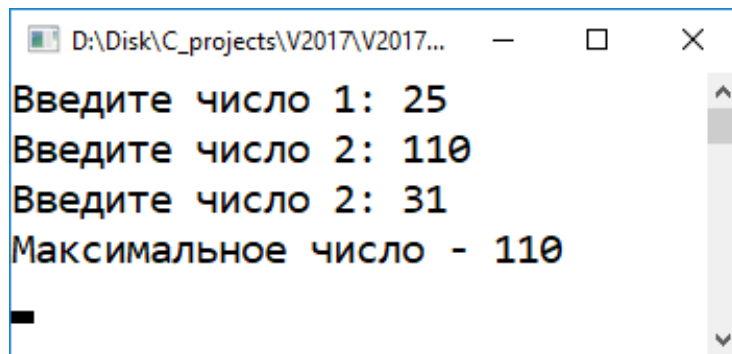 D:\Disk\C_projects\V2017\V2017...
Введите число 1: 25
Введите число 2: 110
Введите число 2: 31
Максимальное число - 110